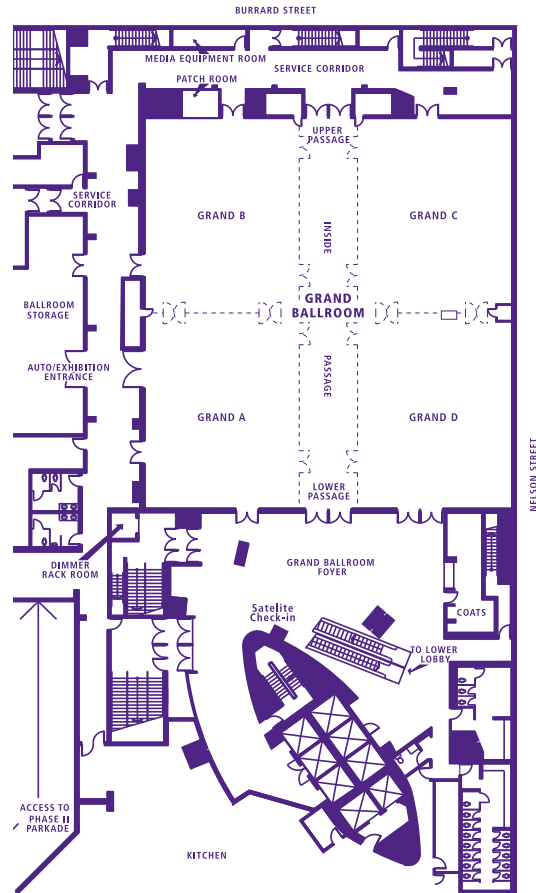 BURRARD STREET
MEDIA EQUIPMENT ROOM
SERVICE CORRIDOR
PATCH ROOM
UPPER
PASSAGE
SERVICE
CORRIDOR
GRAND B
INSIDE
GRAND C
BALLROOM
STORAGE
GRAND
BALLROOM
AUTO/EXHIBITION
ENTRANCE
PASSAGE
GRAND A
GRAND D
NELSON STREET
LOWER
PASSAGE
DIMMER
RACK ROOM
GRAND BALLROOM
FOYER
Satelite
Check-in
COATS
TO LOWER
LOBBY
ACCESS TO
PHASE II
PARKADE
KITCHEN